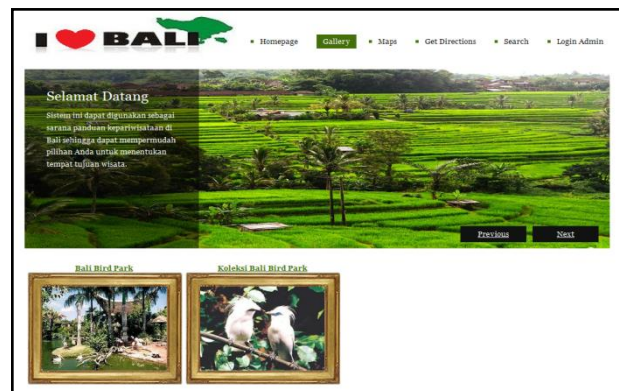 I BALI
Homepage Gallery Maps Get Directions Search Login Admin
Selamat Datang
Sistem ini dapat digunakan sebagai
sarana panduan kepariwisataan di
Bali sehingga dapat mempermudah
pilihan Anda untuk menentukan
tempat tujuan wisata.
Previous Next
Bali Bird Park Koleksi Bali Bird Park